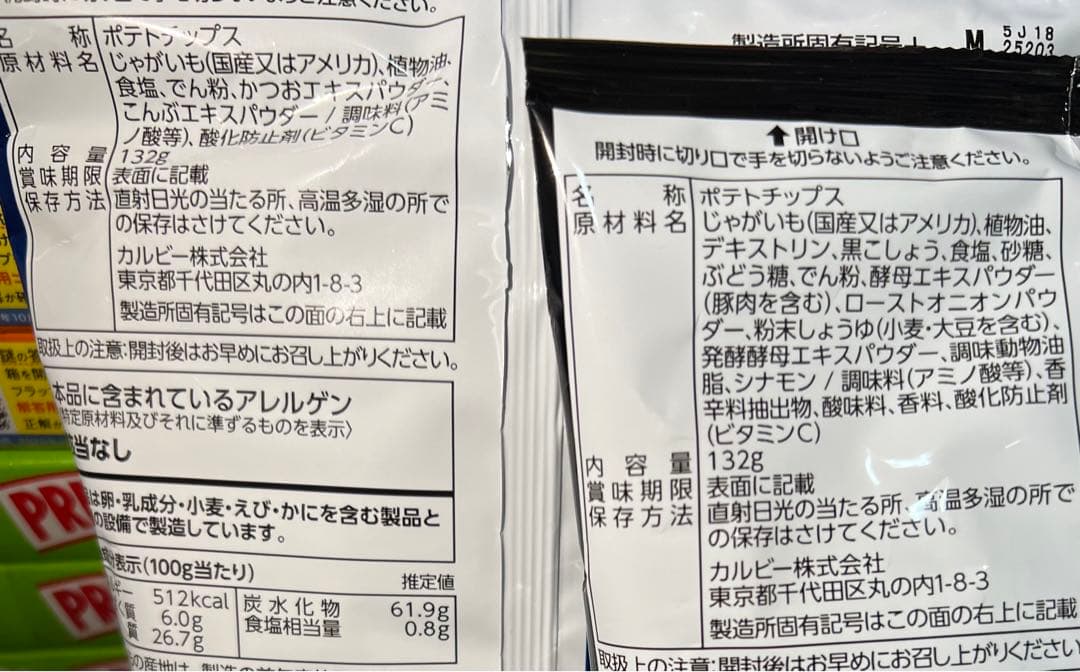 ご注意ください。
名 称 ポテトチップス
原材料名 じゃがいも(国産又はアメリカ)、植物油、
食塩、でん粉、かつおエキスパウダー、
こんぶエキスパウダー / 調味料(アミ
ノ酸等)、酸化防止剤(ビタミンC)
内容量 132g
賞味期限 表面に記載
保存方法 直射日光の当たる所、高温多湿の所で
の保存はさけてください。
カルビー株式会社
東京都千代田区丸の内1-8-3
製造所固有記号はこの面の右上に記載
取扱上の注意:開封後はお早めにお召し上がりください。
本品に含まれているアレルゲン
特定原材料及びそれに準ずるものを表示〉
当なし
は卵・乳成分・小麦・えび・かにを含む製品と
の設備で製造しています。
表示(100g当たり) 推定値
ギー 512kcal 炭水化物 61.9g
く質 6.0g 食塩相当量 0.8g
質 26.7g
PR
PR
製造所固有記号 M 5J18
25203
↑開け口
開封時に切り口で手を切らないようご注意ください。
名 称 ポテトチップス
原材料名 じゃがいも(国産又はアメリカ)、植物油、
デキストリン、黒こしょう、食塩、砂糖、
ぶどう糖、でん粉、酵母エキスパウダー
(豚肉を含む)、ローストオニオンパウ
ダー、粉末しょうゆ(小麦・大豆を含む)、
発酵酵母エキスパウダー、調味動物油
脂、シナモン / 調味料(アミノ酸等)、香
辛料抽出物、酸味料、香料、酸化防止剤
(ビタミンC)
内容量 132g
賞味期限 表面に記載
保存方法 直射日光の当たる所、高温多湿の所で
の保存はさけてください。
カルビー株式会社
東京都千代田区丸の内1-8-3
製造所固有記号はこの面の右上に記載
取扱上の注意:開封後はお早めにお召し上がりください